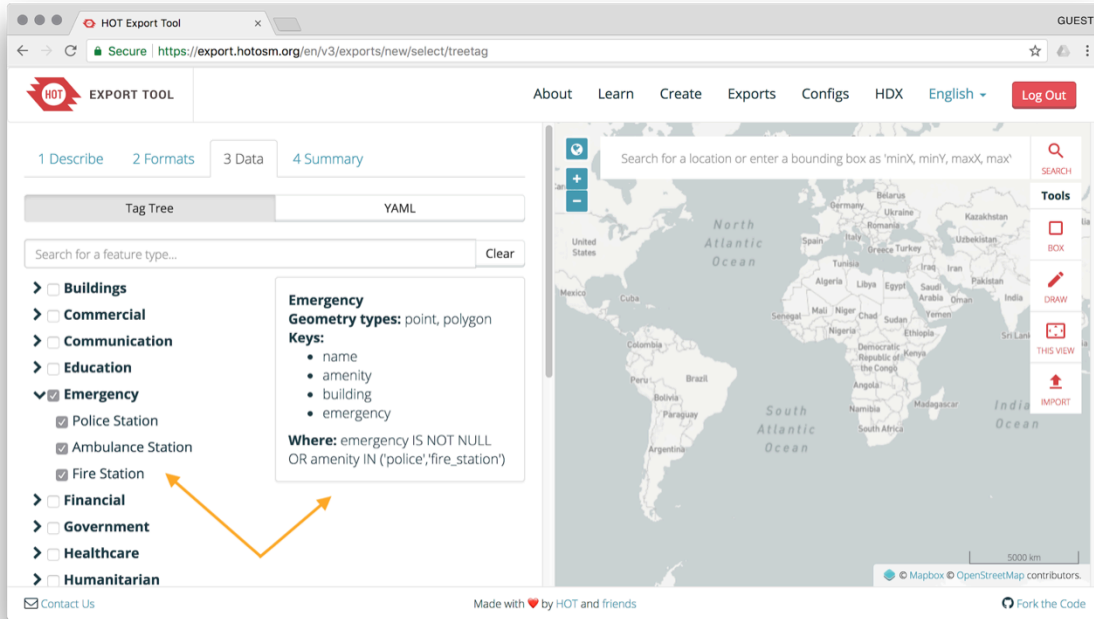 HOT Export Tool
GUEST
Secure
https://export.hotosm.org/en/v3/exports/new/select/treetag
HOT
EXPORT TOOL
About
Learn
Create
Exports
Configs
HDX
English
Log Out
1 Describe
2 Formats
3 Data
4 Summary
Tag Tree
YAML
Search for a feature type...
Clear
Buildings
Commercial
Communication
Education
Emergency
Police Station
Ambulance Station
Fire Station
Financial
Government
Healthcare
Humanitarian
Emergency
Geometry types: point, polygon
Keys:
• name
• amenity
• building
• emergency
Where: emergency IS NOT NULL
OR amenity IN ('police','fire_station')
Search for a location or enter a bounding box as 'minX, minY, maxX, max'
SEARCH
Tools
BOX
DRAW
THIS VIEW
IMPORT
North
Atlantic
Ocean
United
States
Mexico
Cuba
Belarus
Germany
Ukraine
Romania
Kazakhstan
Spain
Italy
Greece
Turkey
Uzbekistan
Tunisia
Iraq
Iran
Algeria
Libya
Egypt
Saudi
Arabia
Oman
Pakistan
India
Senegal
Mali
Niger
Chad
Sudan
Yemen
Nigeria
Ethiopia
Sri Lank
Democratic
Republic of
the Congo
Kenya
Colombia
Peru
Brazil
Bolivia
Paraguay
Argentina
Angola
Namibia
Madagascar
South Africa
South
Atlantic
Ocean
India
Ocean
5000 km
© Mapbox © OpenStreetMap contributors.
Contact Us
Made with ❤ by HOT and friends
Fork the Code